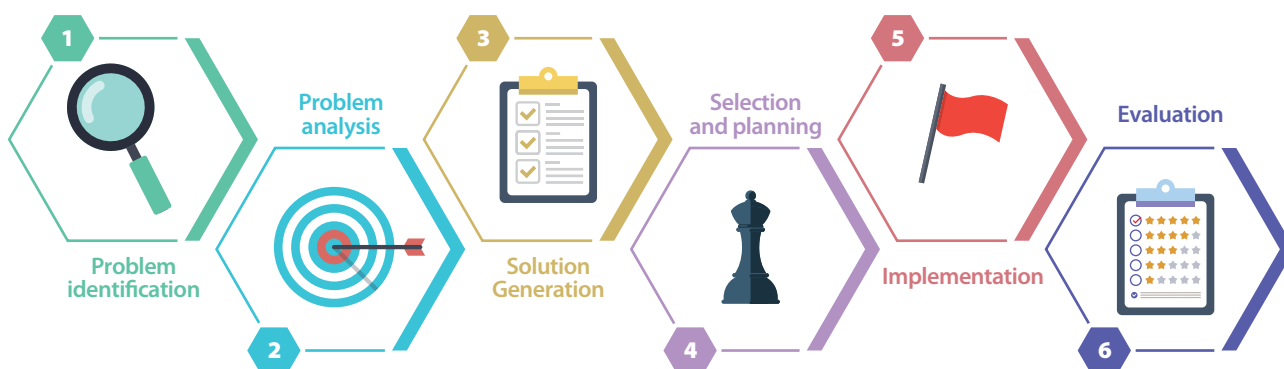 1
Problem
identification
2
Problem
analysis
3
Solution
Generation
4
Selection
and planning
5
Implementation
6
Evaluation